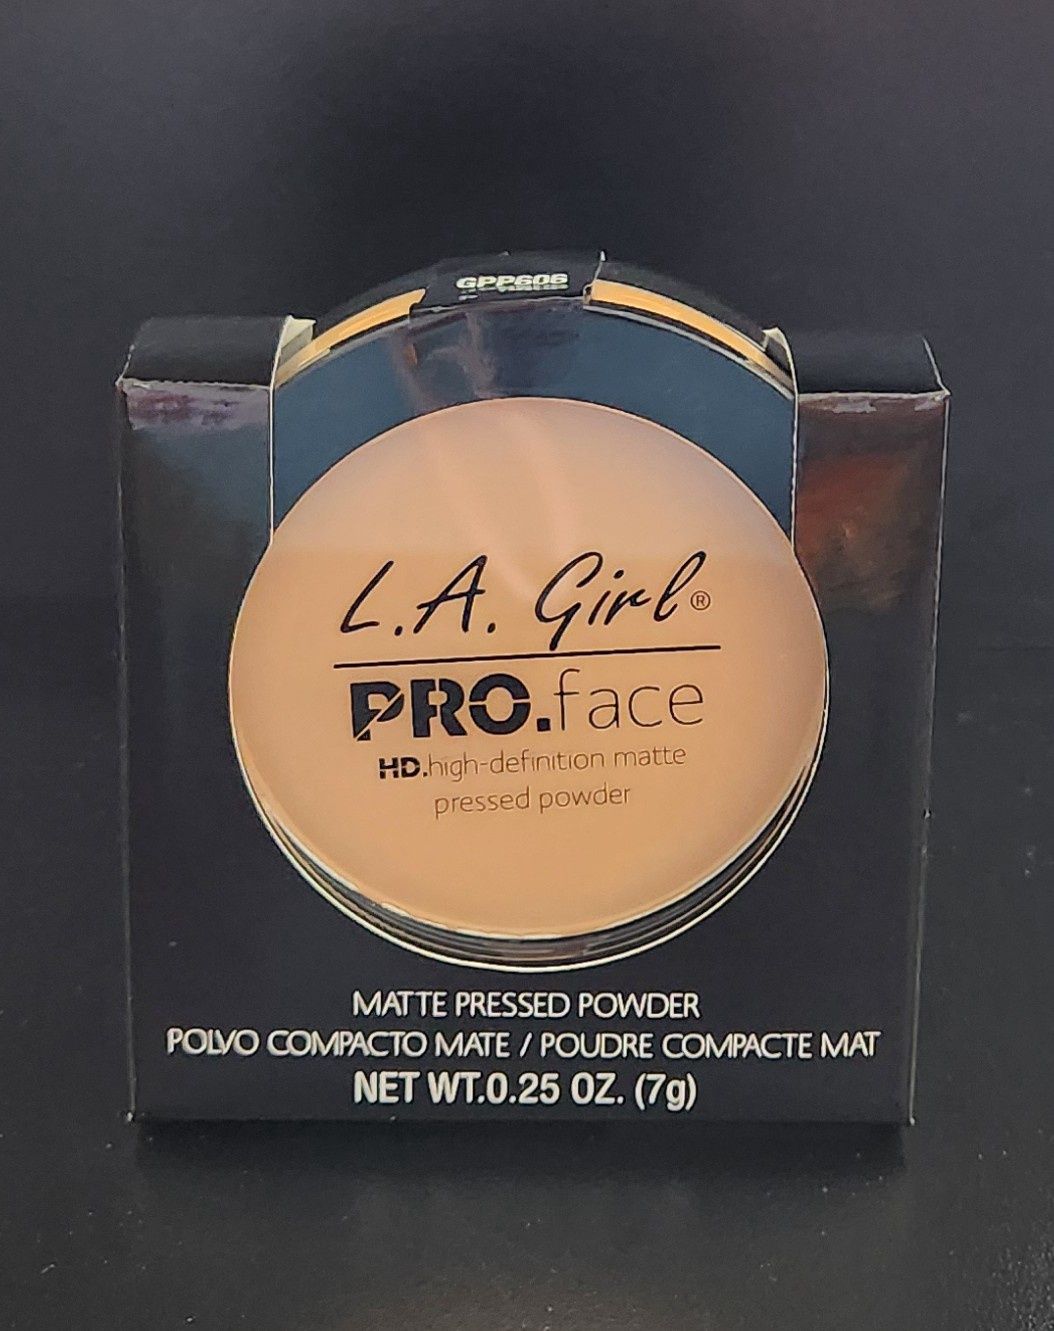 GPP606
L.A. Girl®
PRO.face
HD.high-definition matte
pressed powder
MATTE PRESSED POWDER
POLVO COMPACTO MATE / POUDRE COMPACTE MAT
NET WT.0.25 OZ. (7g)